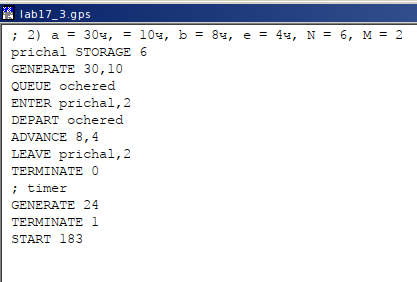 lab17_3.gps
; 2) a = 30ч, = 10ч, b = 8ч, e = 4ч, N = 6, M = 2
prichal STORAGE 6
GENERATE 30,10
QUEUE ochered
ENTER prichal,2
DEPART ochered
ADVANCE 8,4
LEAVE prichal,2
TERMINATE 0
; timer
GENERATE 24
TERMINATE 1
START 183